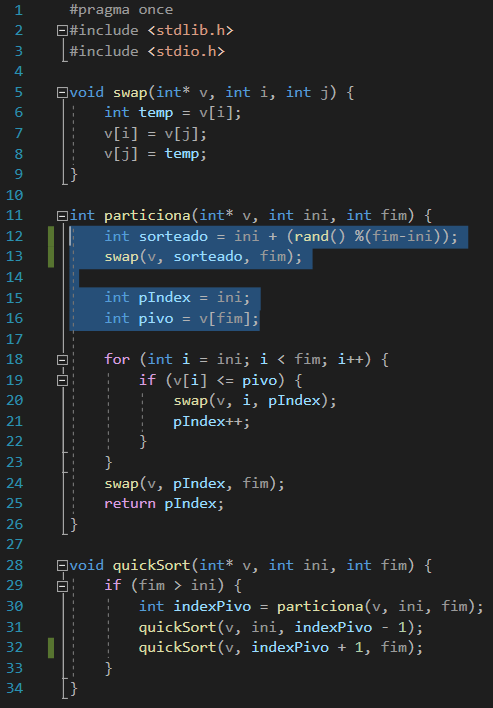 1 #pragma once
2 #include <stdlib.h>
3 #include <stdio.h>
4
5 void swap(int* v, int i, int j) {
6     int temp = v[i];
7     v[i] = v[j];
8     v[j] = temp;
9 }
10
11 int particiona(int* v, int ini, int fim) {
12     int sorteado = ini + (rand() %(fim-ini));
13     swap(v, sorteado, fim);
14
15     int pIndex = ini;
16     int pivo = v[fim];
17
18     for (int i = ini; i < fim; i++) {
19         if (v[i] <= pivo) {
20             swap(v, i, pIndex);
21             pIndex++;
22         }
23     }
24     swap(v, pIndex, fim);
25     return pIndex;
26 }
27
28 void quickSort(int* v, int ini, int fim) {
29     if (fim > ini) {
30         int indexPivo = particiona(v, ini, fim);
31         quickSort(v, ini, indexPivo - 1);
32         quickSort(v, indexPivo + 1, fim);
33     }
34 }